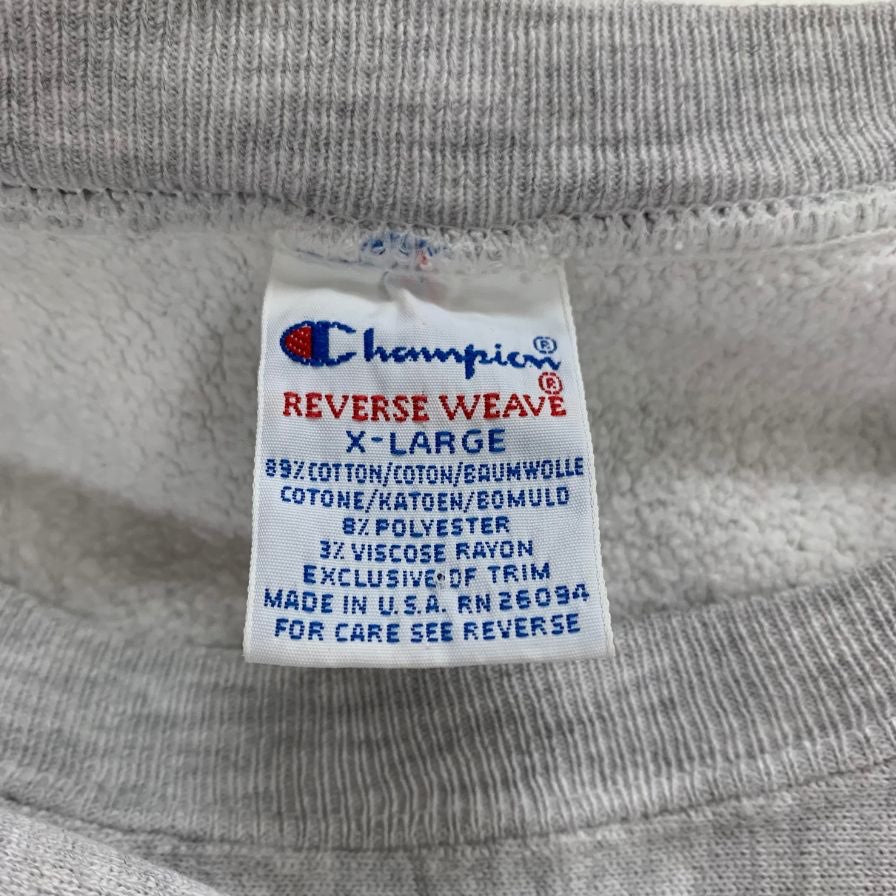 Champion®
REVERSE WEAVE®
X-LARGE
89% COTTON/COTON/BAUMWOLLE
COTONE/KATOEN/BOMULD
8% POLYESTER
3% VISCOSE RAYON
EXCLUSIVE OF TRIM
MADE IN U.S.A. RN 26094
FOR CARE SEE REVERSE